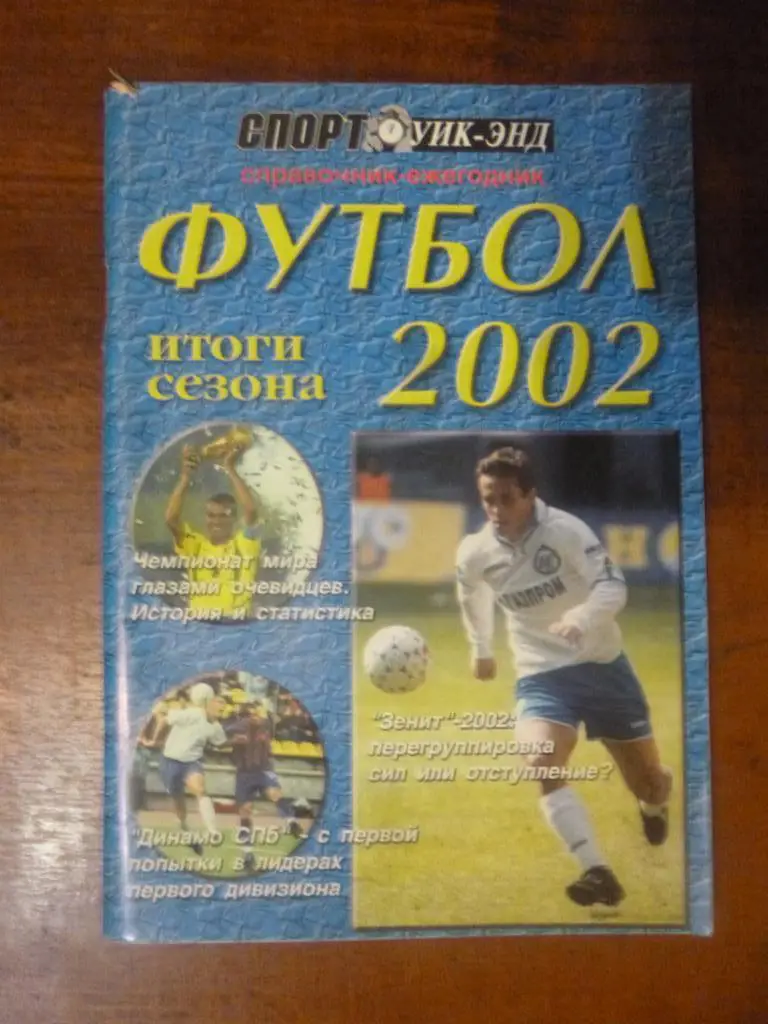 СПОРТ УИК-ЭНД
справочник-ежегодник
ФУТБОЛ
итоги
сезона
2002
Чемпионат мира
глазами очевидцев.
История и статистика
ГАЗПРОМ
"Зенит"-2002:
перегруппировка
сил или отступление?
"Динамо СПб" - с первой
попытки в лидерах
первого дивизиона